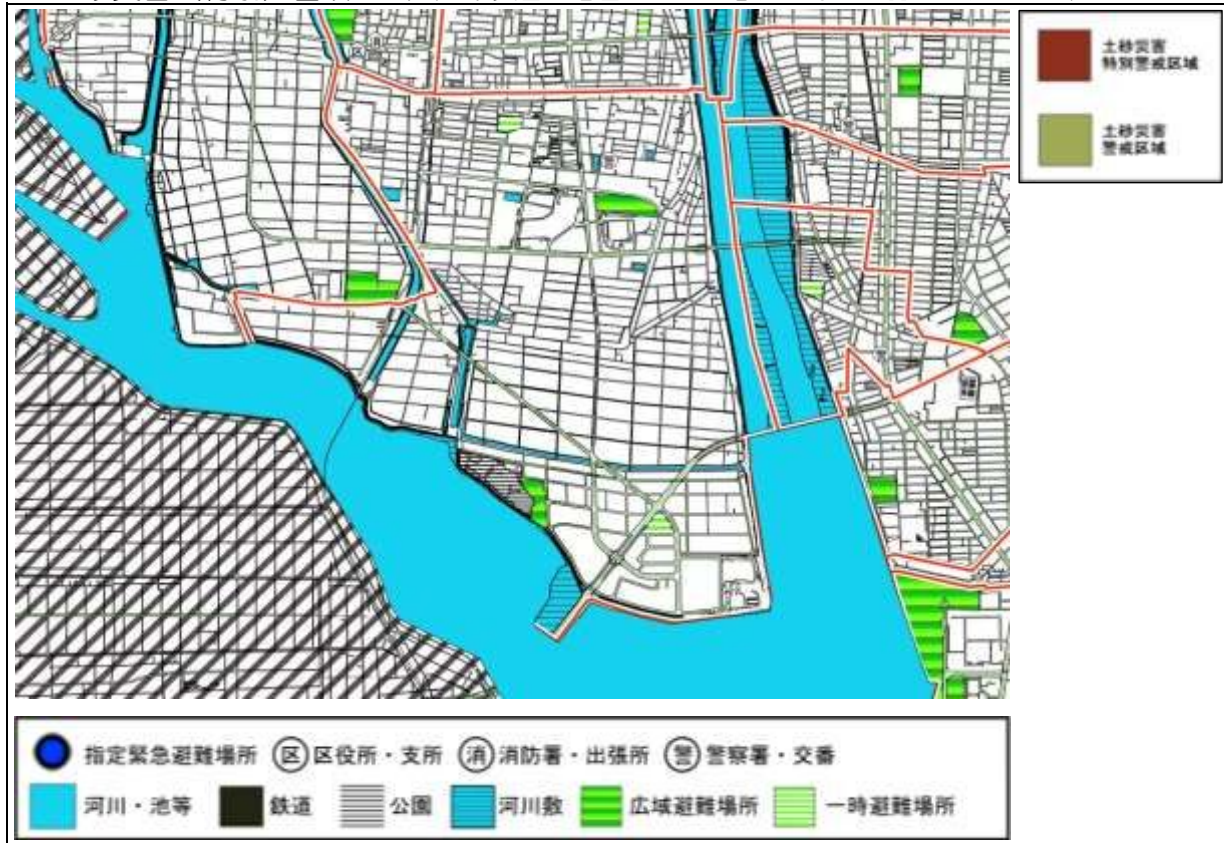 土砂災害
特別警戒区域
土砂災害
警戒区域
指定緊急避難場所 区 区役所・支所 消 消防署・出張所 警 警察署・交番
河川・池等 鉄道 公園 河川敷 広域避難場所 一時避難場所